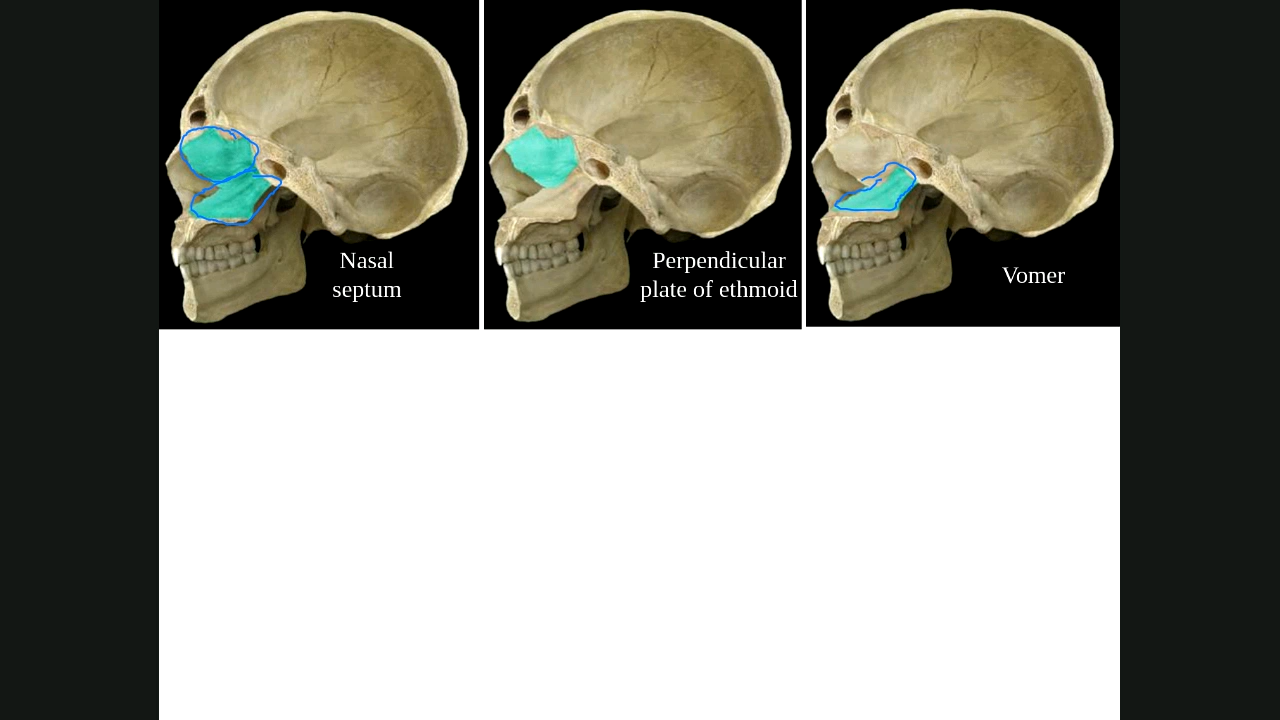 Nasal
septum
Perpendicular
plate of ethmoid
Vomer